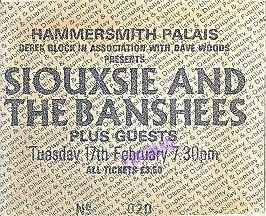 HAMMERSMITH PALAIS
DEREK BLOCK IN ASSOCIATION WITH DAVE WOODS
PRESENTS
SIOUXSIE AND
THE BANSHEES
PLUS GUESTS
Tuesday 17th February 7.30pm
ALL TICKETS £3.50
No 020